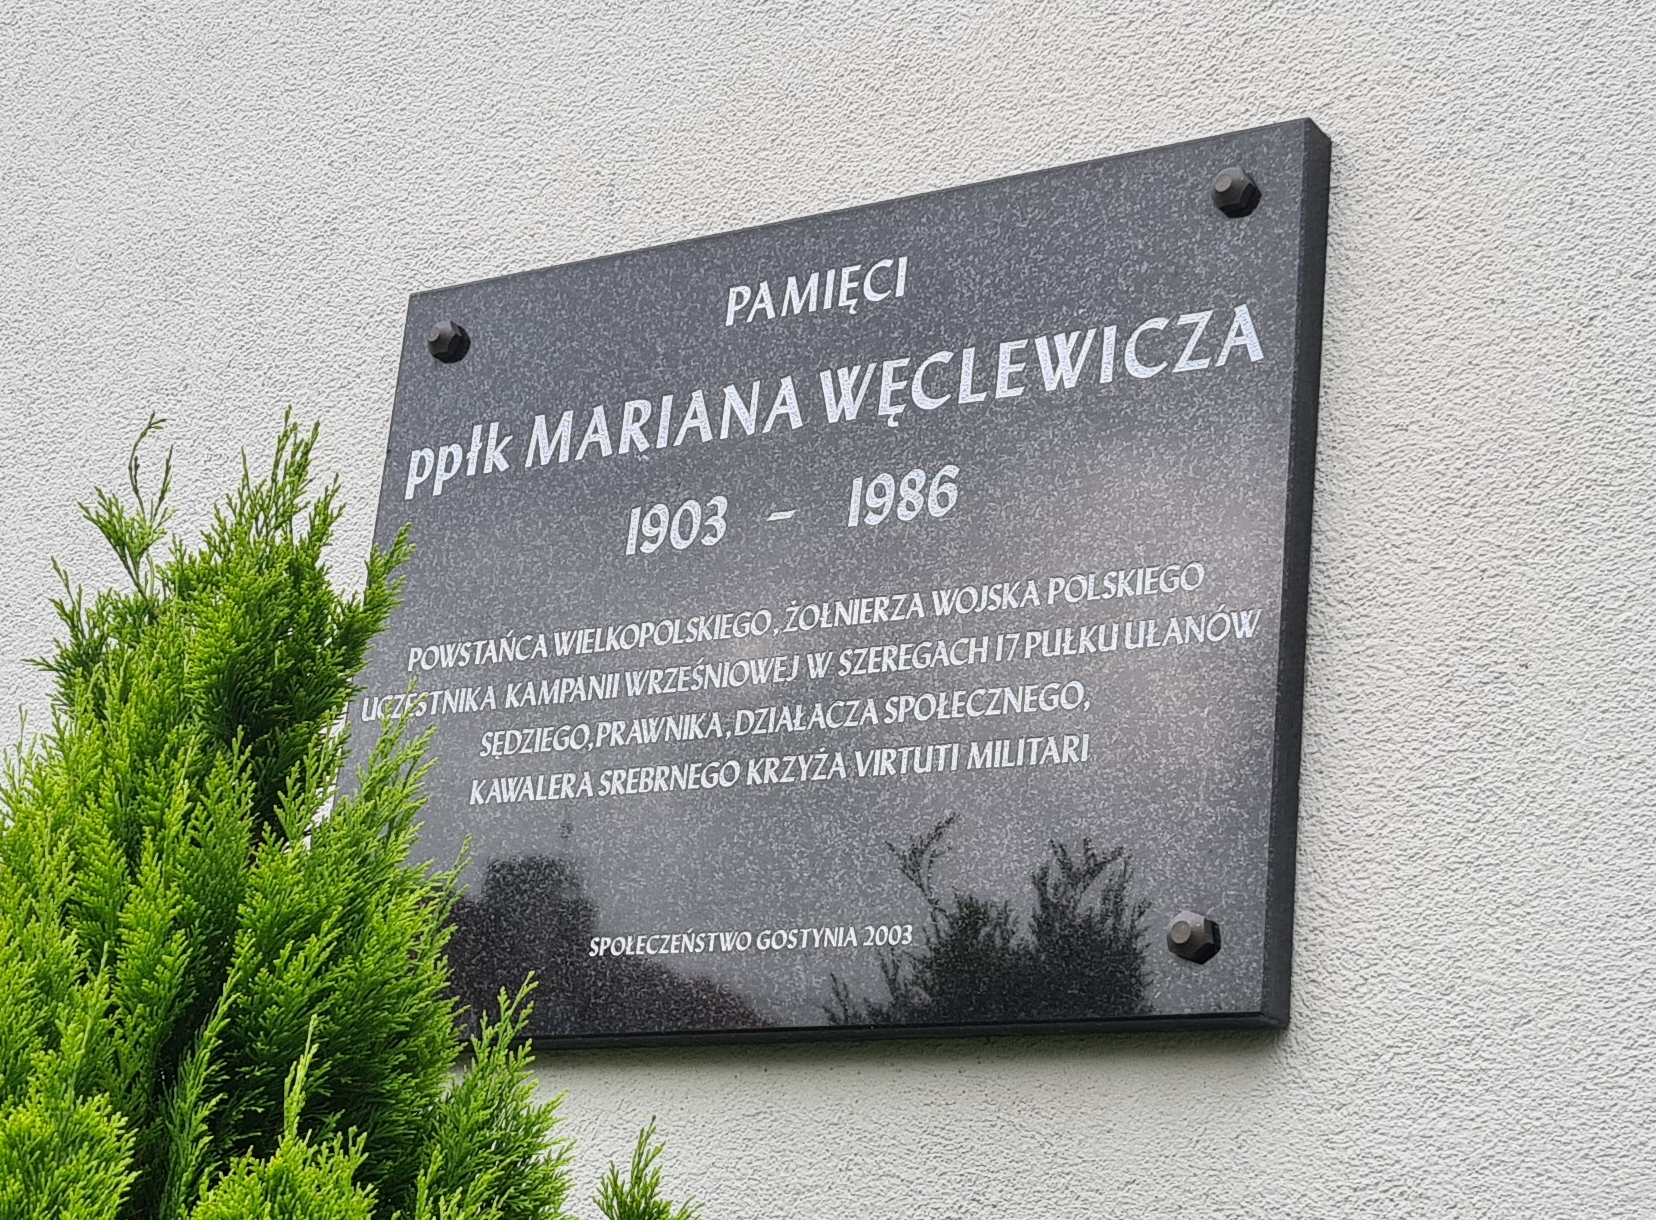 PAMIĘCI
ppłk MARIANA WĘCLEWICZA
1903 - 1986
POWSTAŃCA WIELKOPOLSKIEGO, ŻOŁNIERZA WOJSKA POLSKIEGO
UCZESTNIKA KAMPANII WRZEŚNIOWEJ W SZEREGACH 17 PUŁKU UŁANÓW
SĘDZIEGO, PRAWNIKA, DZIAŁACZA SPOŁECZNEGO,
KAWALERA SREBRNEGO KRZYŻA VIRTUTI MILITARI
SPOŁECZEŃSTWO GOSTYNIA 2003